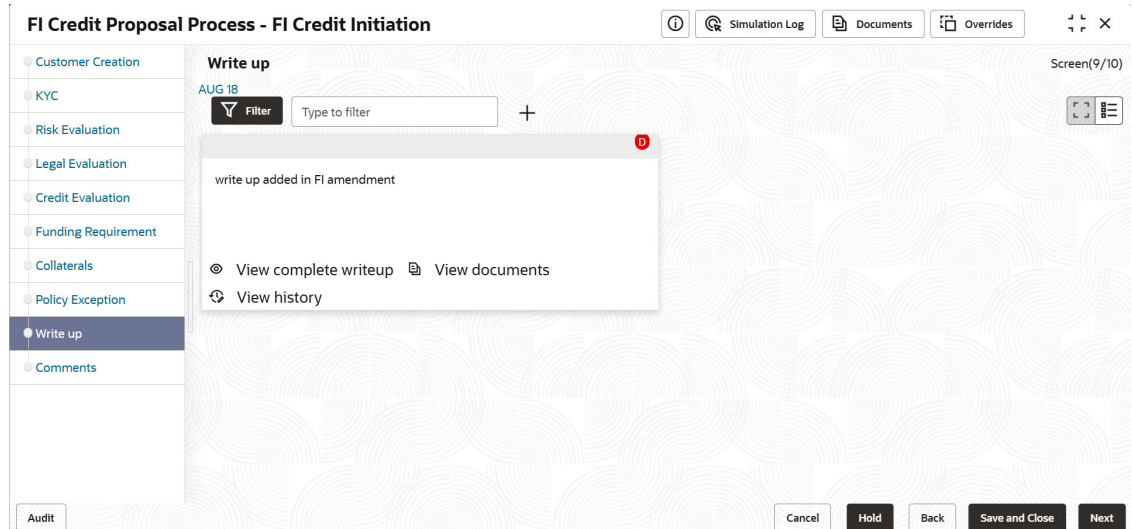 FI Credit Proposal Process - FI Credit Initiation
Simulation Log
Documents
Overrides
Customer Creation
KYC
Risk Evaluation
Legal Evaluation
Credit Evaluation
Funding Requirement
Collaterals
Policy Exception
Write up
Comments
Write up
Screen(9/10)
AUG 18
Filter
Type to filter
D
write up added in FI amendment
View complete writeup
View documents
View history
Audit
Cancel
Hold
Back
Save and Close
Next